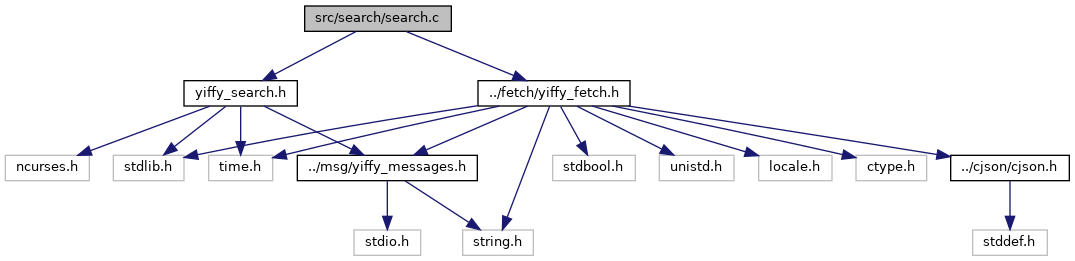 src/search/search.c
yiffy_search.h
../fetch/yiffy_fetch.h
ncurses.h
stdlib.h
time.h
../msg/yiffy_messages.h
stdbool.h
unistd.h
locale.h
ctype.h
../cjson/cjson.h
stdio.h
string.h
stddef.h